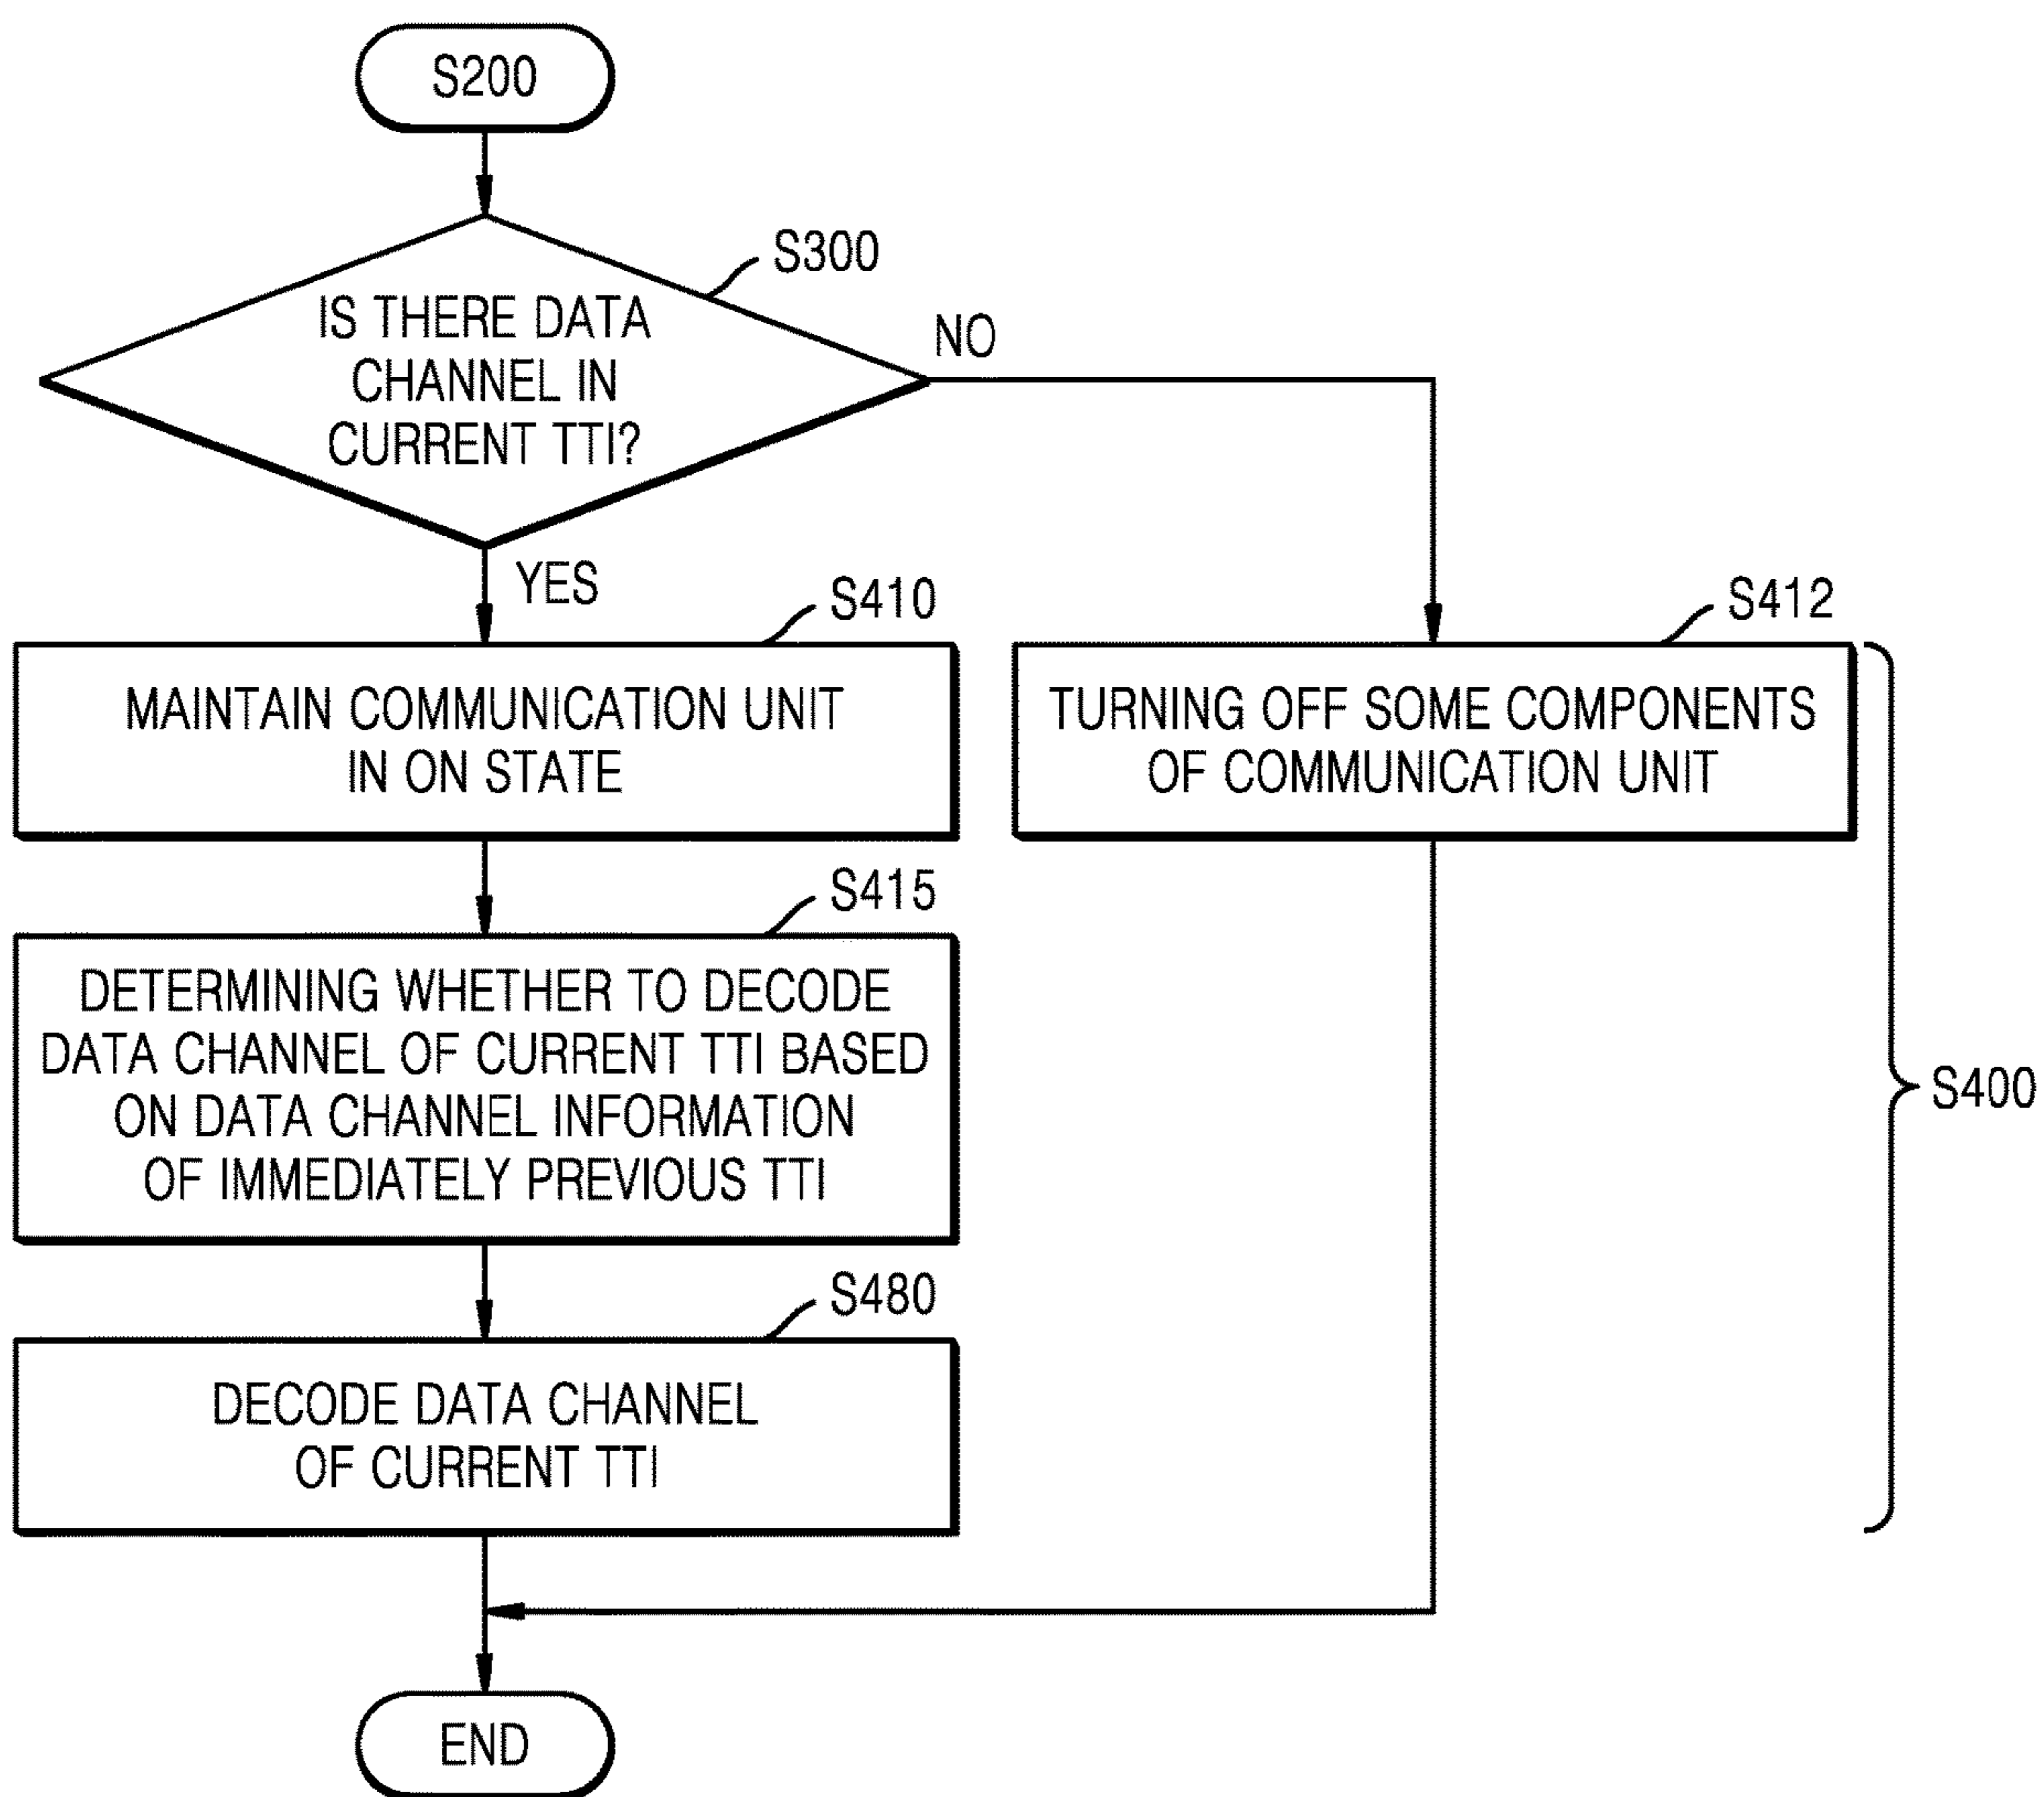 S200
S300
IS THERE DATA
CHANNEL IN
CURRENT TTI?
NO
YES
S410
MAINTAIN COMMUNICATION UNIT
IN ON STATE
S412
TURNING OFF SOME COMPONENTS
OF COMMUNICATION UNIT
S415
DETERMINING WHETHER TO DECODE
DATA CHANNEL OF CURRENT TTI BASED
ON DATA CHANNEL INFORMATION
OF IMMEDIATELY PREVIOUS TTI
S400
S480
DECODE DATA CHANNEL
OF CURRENT TTI
END